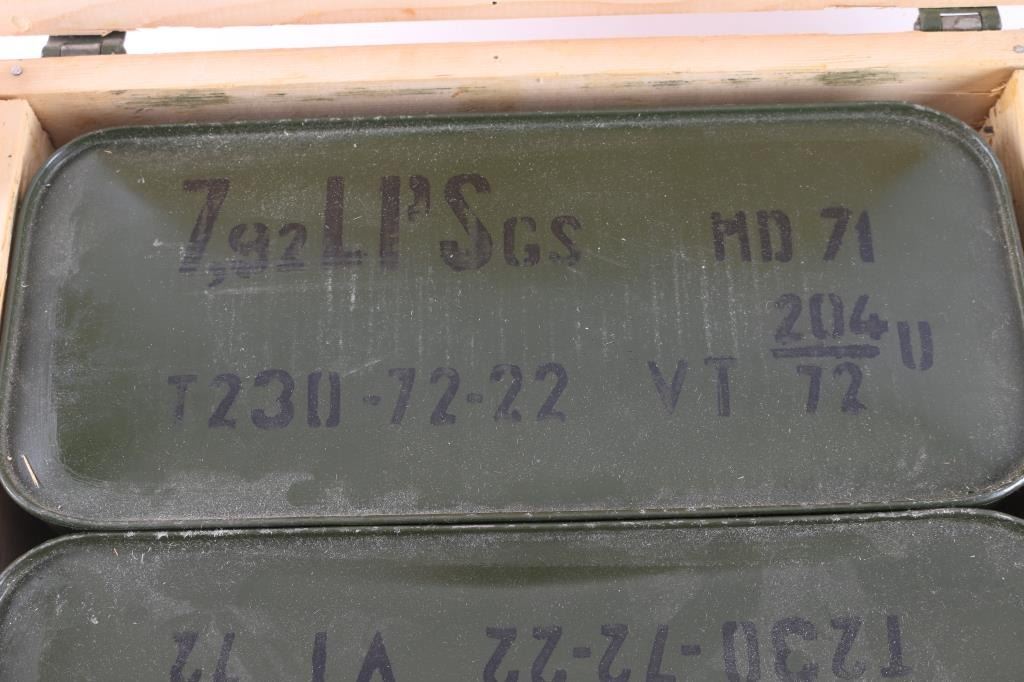 7,92 LPS GS MD 71
T230-72-22 VT 204/72 U
T230-72-22 VT 72